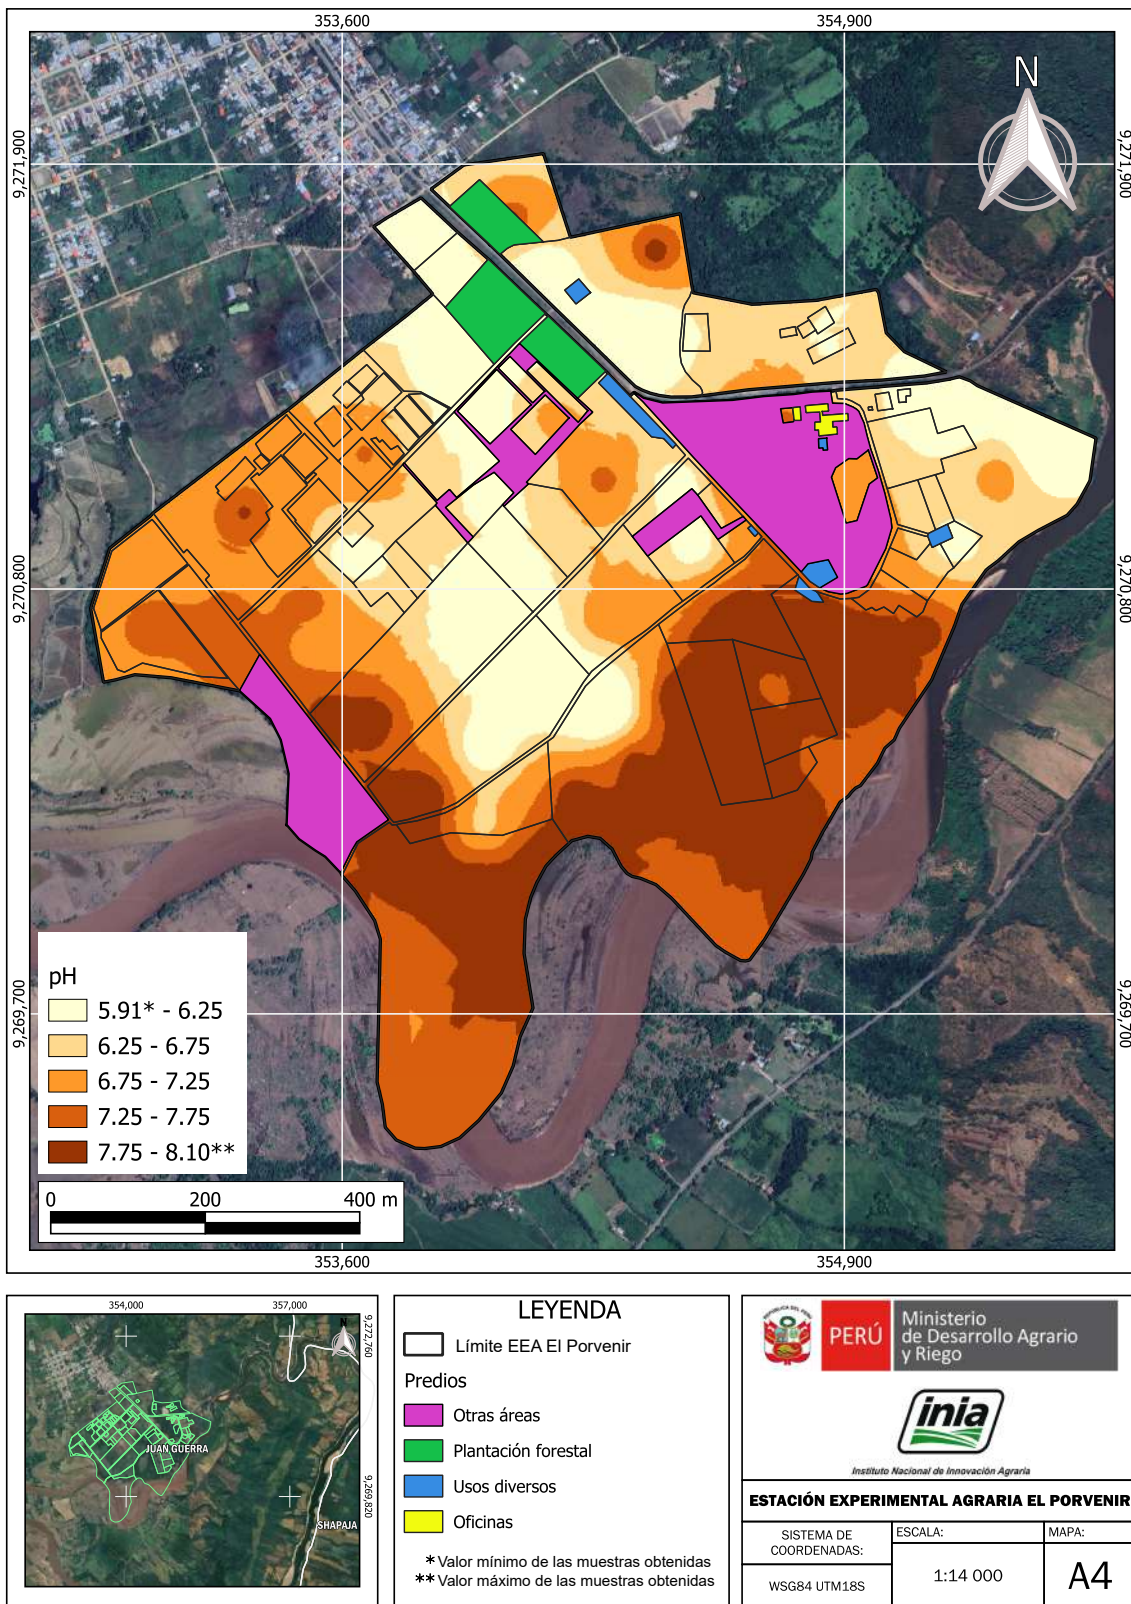 353,600
354,900
9,271,900
9,271,900
N
9,270,800
9,270,800
9,269,700
9,269,700
pH
5.91* - 6.25
6.25 - 6.75
6.75 - 7.25
7.25 - 7.75
7.75 - 8.10**
0 200 400 m
353,600
354,900
354,000
357,000
N
9,272,760
JUAN GUERRA
9,269,820
SHAPAJA
LEYENDA
Límite EEA El Porvenir
Predios
Otras áreas
Plantación forestal
Usos diversos
Oficinas
* Valor mínimo de las muestras obtenidas
** Valor máximo de las muestras obtenidas
REPÚBLICA DEL PERÚ
PERÚ
Ministerio
de Desarrollo Agrario
y Riego
inia
Instituto Nacional de Innovación Agraria
ESTACIÓN EXPERIMENTAL AGRARIA EL PORVENIR
SISTEMA DE
COORDENADAS:
WSG84 UTM18S
ESCALA:
1:14 000
MAPA:
A4